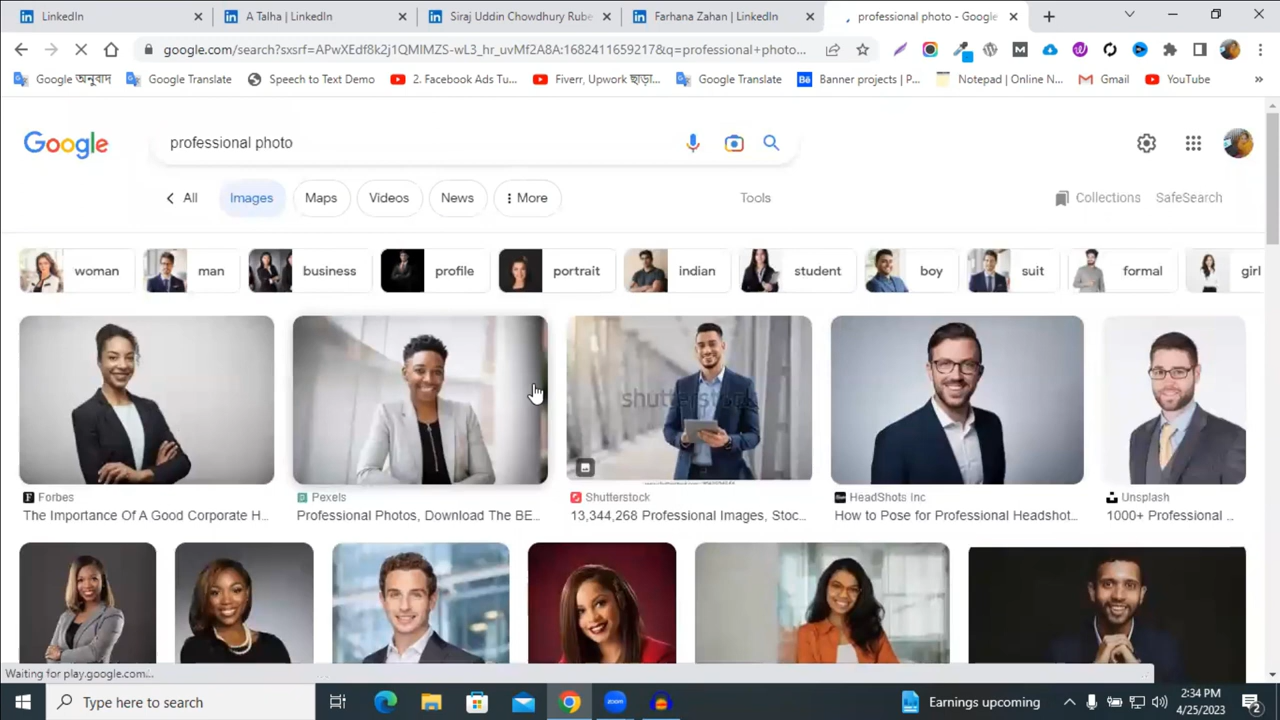 LinkedIn
A Talha | LinkedIn
Siraj Uddin Chowdhury Rube
Farhana Zahan | LinkedIn
professional photo - Google
google.com/search?sxsrf=APwXEdf8k2j1QMlMZS-wL3_hr_uvMf2A8A:1682411659217&q=professional+photo...
Google অনুবাদ
Google Translate
Speech to Text Demo
2. Facebook Ads Tu...
Fiverr, Upwork ছাড়া...
Google Translate
Banner projects | P...
Notepad | Online N...
Gmail
YouTube
Google
professional photo
All
Images
Maps
Videos
News
More
Tools
Collections
SafeSearch
woman
man
business
profile
portrait
indian
student
boy
suit
formal
girl
shutterstock
Forbes
Pexels
Shutterstock
HeadShots Inc
Unsplash
The Importance Of A Good Corporate H...
Professional Photos, Download The BE...
13,344,268 Professional Images, Stoc...
How to Pose for Professional Headshot...
1000+ Professional ...
Waiting for play.google.com...
Type here to search
zoom
Earnings upcoming
2:34 PM
4/25/2023
2